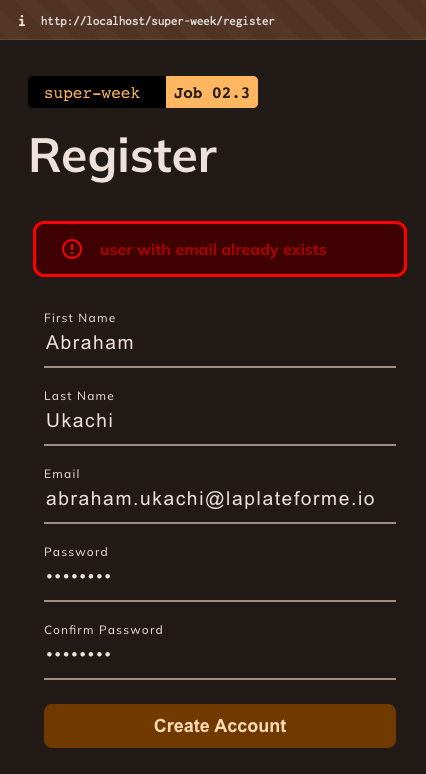 i http://localhost/super-week/register
super-week Job 02.3
Register
user with email already exists
First Name
Abraham
Last Name
Ukachi
Email
abraham.ukachi@laplateforme.io
Password
••••••••
Confirm Password
••••••••
Create Account